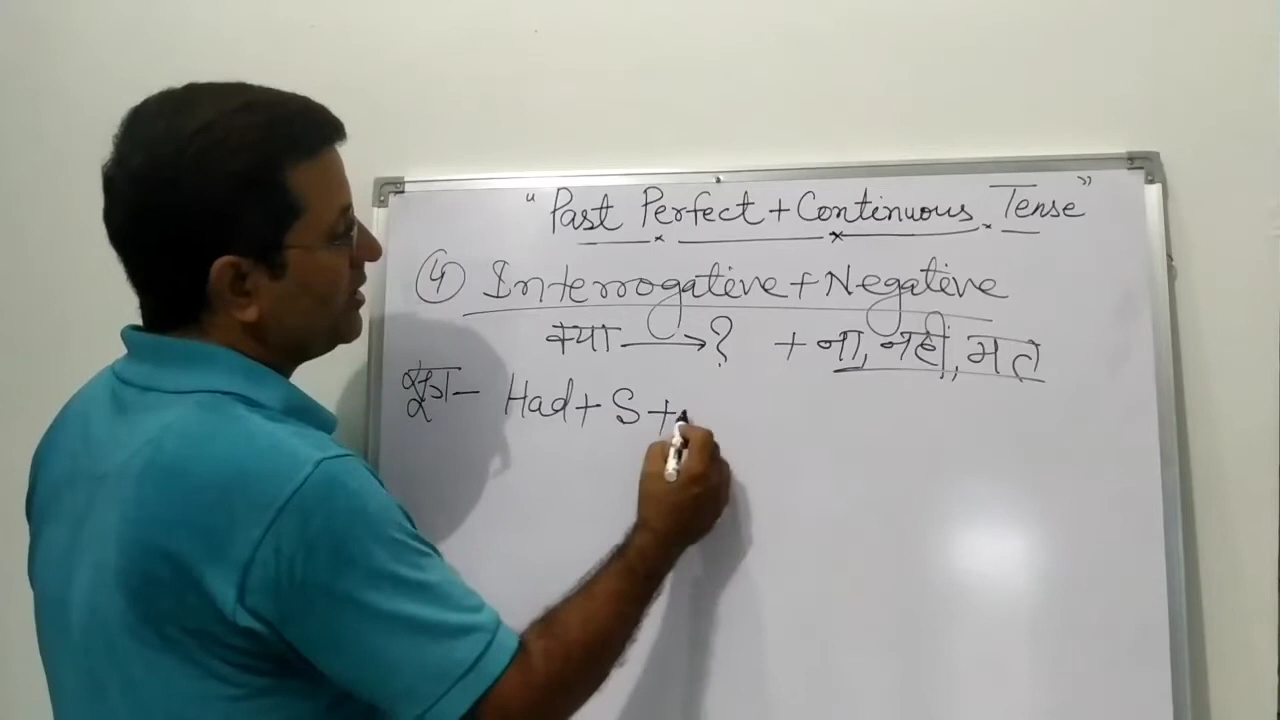 "Past Perfect + Continuous Tense"
④ Interrogative + Negative
क्या → ? + ना, नहीं, मत
सूत्र - Had + S +